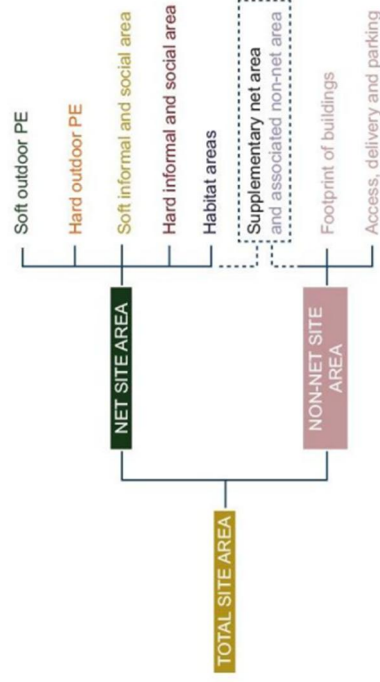 TOTAL SITE AREA
NET SITE AREA
Soft outdoor PE
Hard outdoor PE
Soft informal and social area
Hard informal and social area
Habitat areas
Supplementary net area
and associated non-net area
NON-NET SITE
AREA
Footprint of buildings
Access, delivery and parking